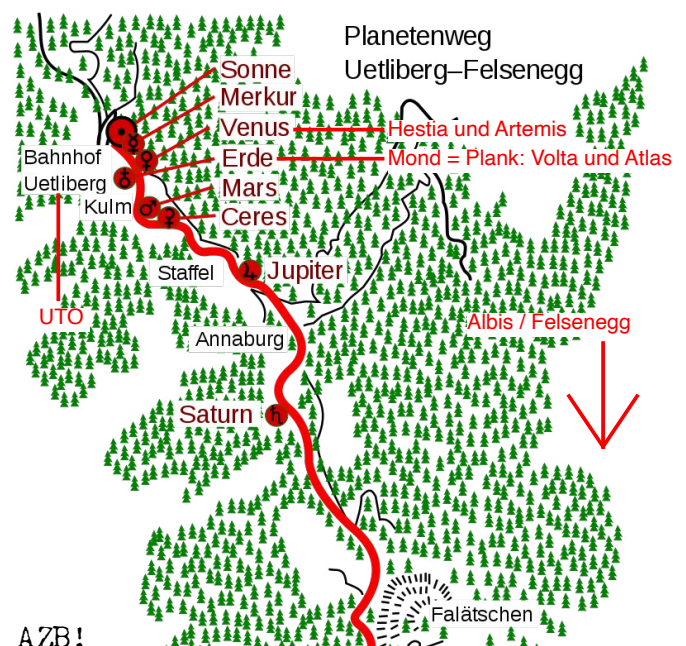 Planetenweg
Uetliberg–Felsenegg
Sonne
Merkur
Venus
Hestia und Artemis
Erde
Mond = Plank: Volta und Atlas
Bahnhof
Uetliberg
Mars
Kulm
Ceres
Staffel
Jupiter
UTO
Albis / Felsenegg
Annaburg
Saturn
Falätschen
AZB!